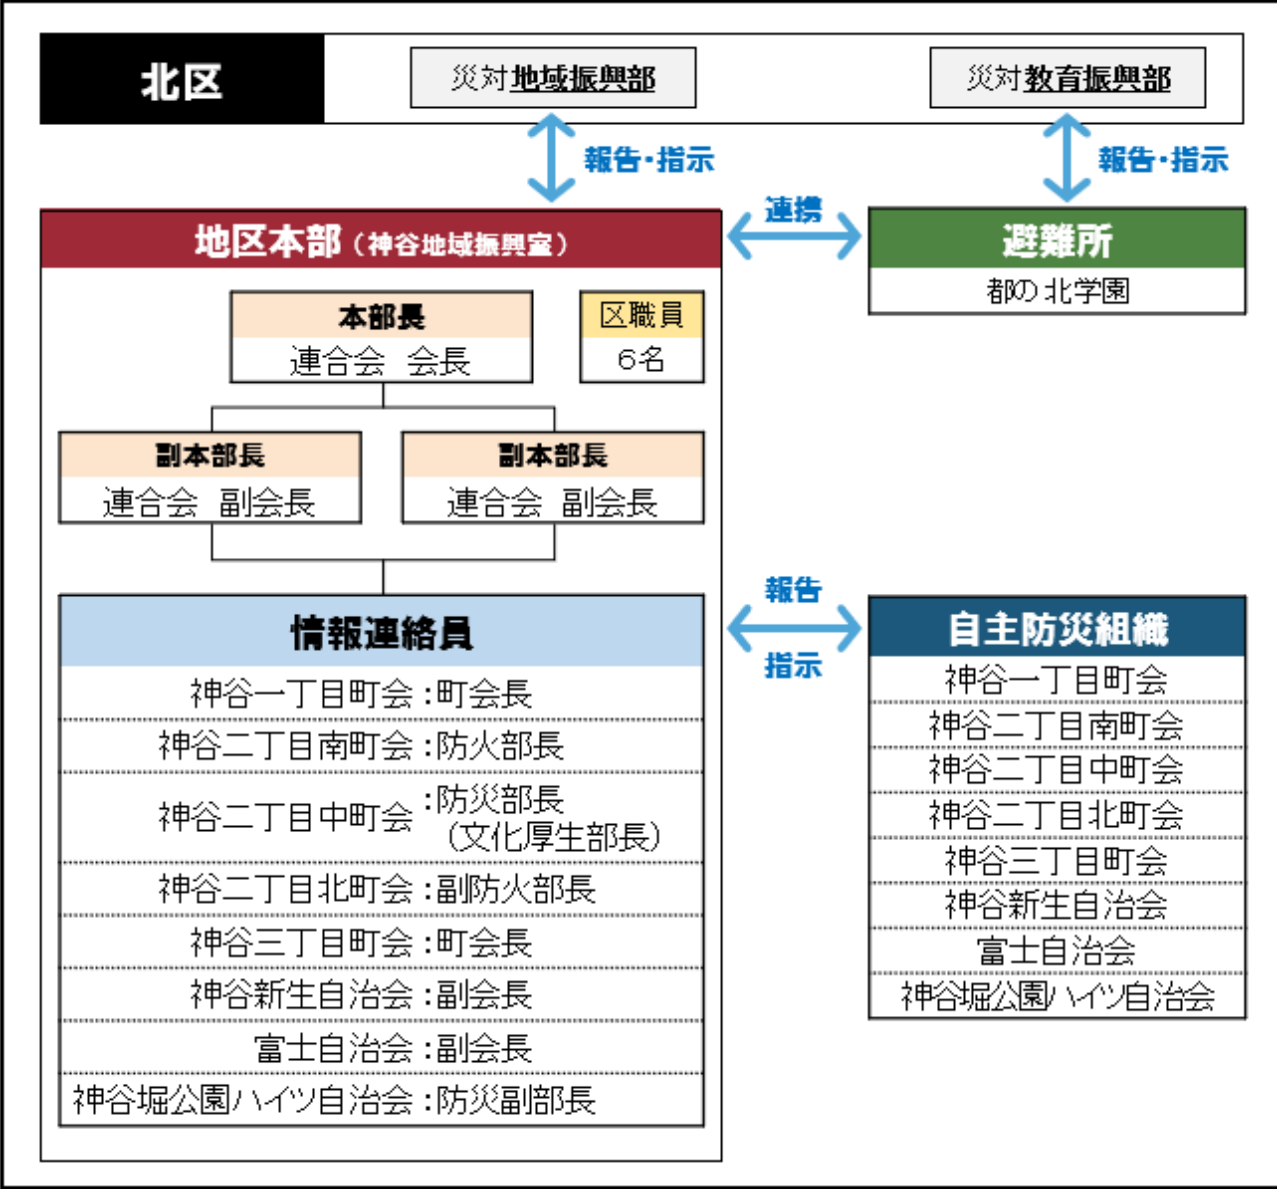 北区
災対地域振興部
災対教育振興部
報告・指示
報告・指示
地区本部（神谷地域振興室）
連携
避難所
都の北学園
本部長
連合会 会長
区職員
6名
副本部長
連合会 副会長
副本部長
連合会 副会長
情報連絡員
神谷一丁目町会：町会長
神谷二丁目南町会：防火部長
神谷二丁目中町会：防災部長
（文化厚生部長）
神谷二丁目北町会：副防火部長
神谷三丁目町会：町会長
神谷新生自治会：副会長
富士自治会：副会長
神谷堀公園ハイツ自治会：防災副部長
報告
指示
自主防災組織
神谷一丁目町会
神谷二丁目南町会
神谷二丁目中町会
神谷二丁目北町会
神谷三丁目町会
神谷新生自治会
富士自治会
神谷堀公園ハイツ自治会